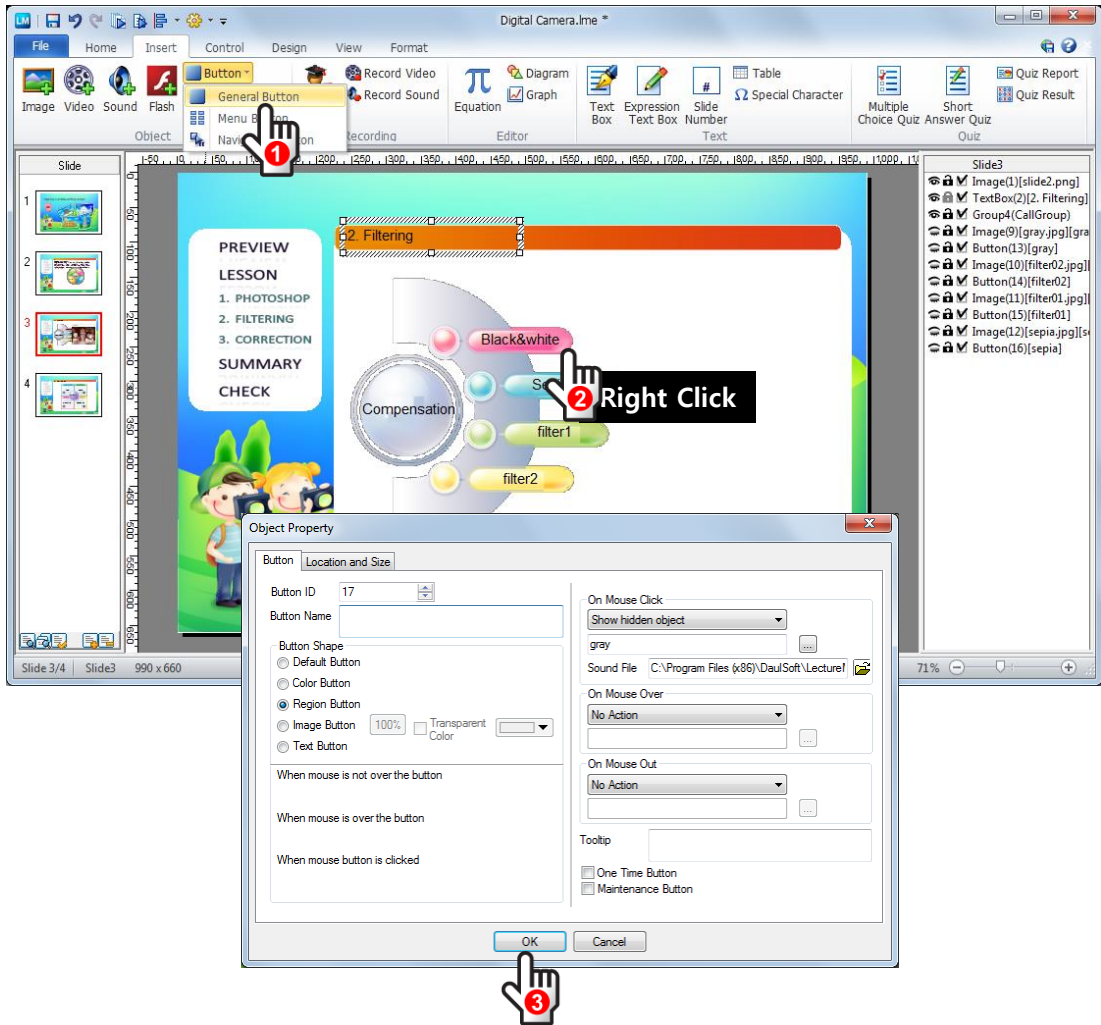 LM
Digital Camera.lme *
File Home Insert Control Design View Format
Button
General Button
Menu B
Image Video Sound Flash
Object
Record Video
Record Sound
Recording
π
Equation
Diagram
Graph
Editor
Text Box
Expression Text Box
#
Slide Number
Table
Ω Special Character
Text
Multiple Choice Quiz
Short Answer Quiz
Quiz Report
Quiz Result
Quiz
1
Slide
1
2
3
4
PREVIEW
LESSON
1. PHOTOSHOP
2. FILTERING
3. CORRECTION
SUMMARY
CHECK
2. Filtering
Compensation
Black&white
filter1
filter2
2
Right Click
Slide3
Image(1)[slide2.png]
TextBox(2)[2. Filtering]
Group4(CallGroup)
Image(9)[gray.jpg][gra
Button(13)[gray]
Image(10)[filter02.jpg][
Button(14)[filter02]
Image(11)[filter01.jpg][
Button(15)[filter01]
Image(12)[sepia.jpg][se
Button(16)[sepia]
Slide 3/4 Slide3 990 x 660
71%
Object Property
Button Location and Size
Button ID 17
Button Name
Button Shape
Default Button
Color Button
Region Button
Image Button 100% Transparent Color
Text Button
When mouse is not over the button
When mouse is over the button
When mouse button is clicked
On Mouse Click
Show hidden object
gray ...
Sound File C:\Program Files (x86)\DaulSoft\Lecture
On Mouse Over
No Action
...
On Mouse Out
No Action
...
Tooltip
One Time Button
Maintenance Button
OK Cancel
3